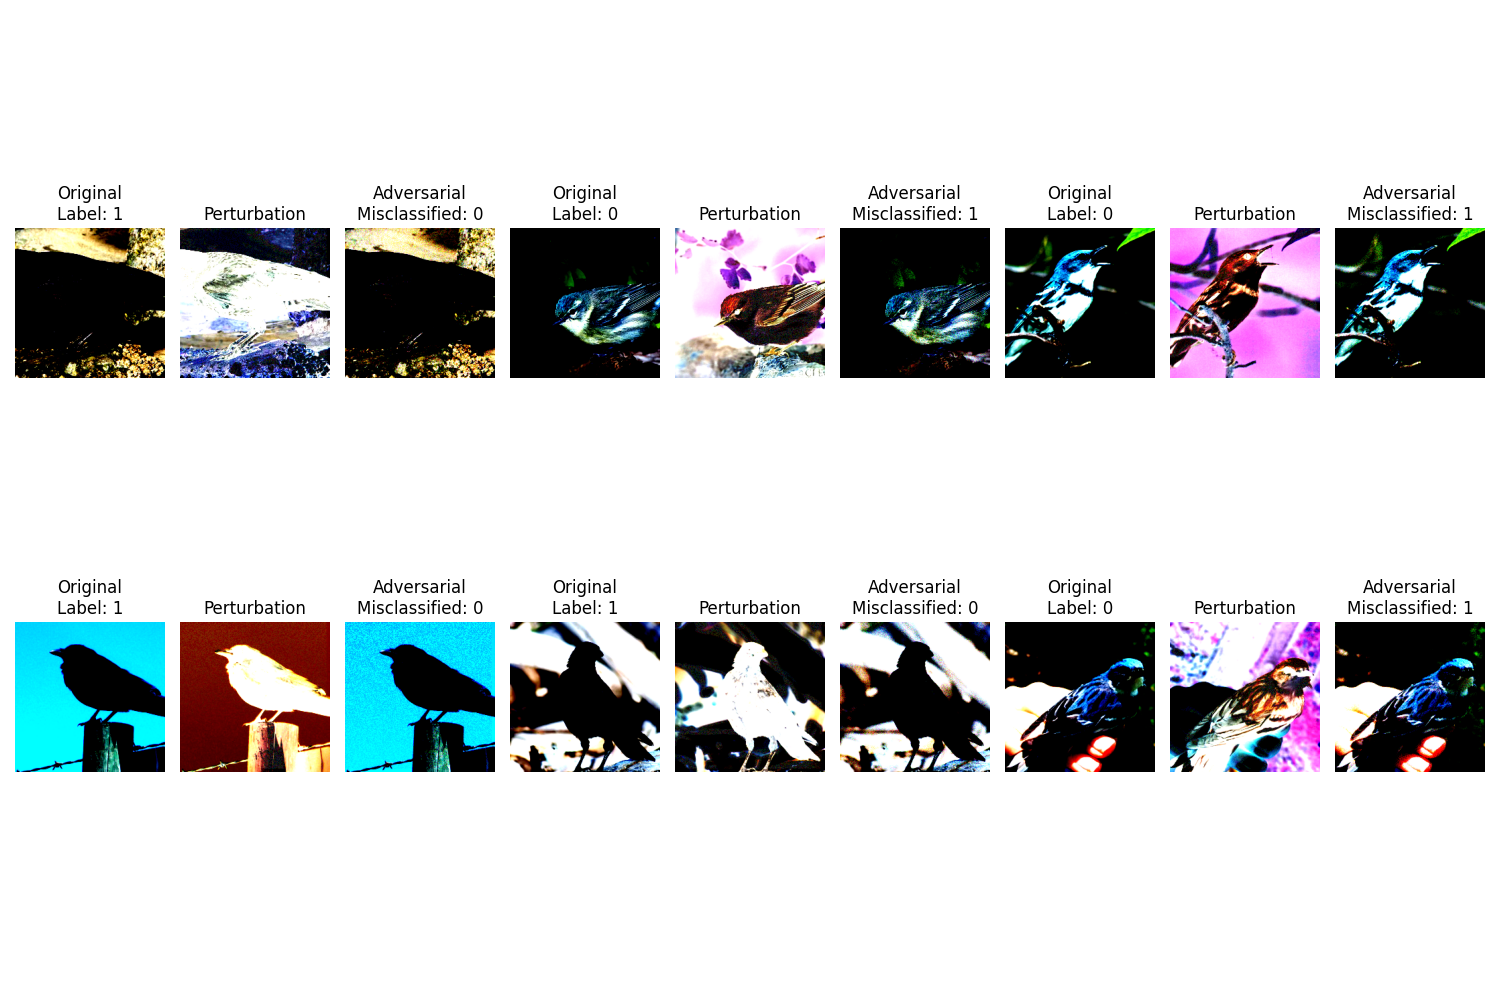 Original
Label: 1
Perturbation
Adversarial
Misclassified: 0
Original
Label: 0
Perturbation
Adversarial
Misclassified: 1
Original
Label: 0
Perturbation
Adversarial
Misclassified: 1
Original
Label: 1
Perturbation
Adversarial
Misclassified: 0
Original
Label: 1
Perturbation
Adversarial
Misclassified: 0
Original
Label: 0
Perturbation
Adversarial
Misclassified: 1